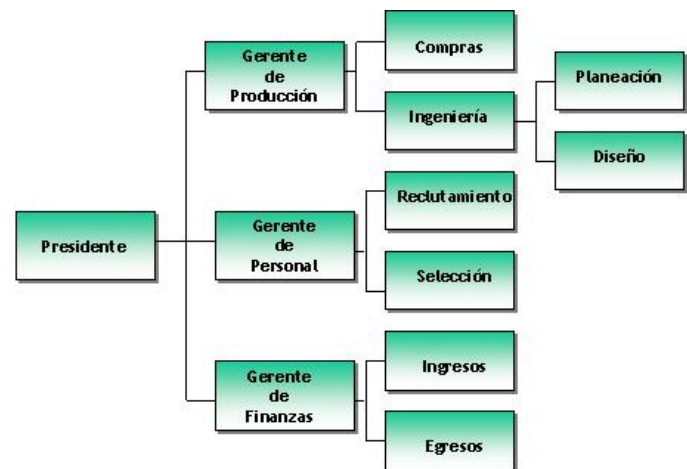 Presidente
Gerente
de
Producción
Compras
Ingeniería
Planeación
Diseño
Gerente
de
Personal
Reclutamiento
Selección
Gerente
de
Finanzas
Ingresos
Egresos